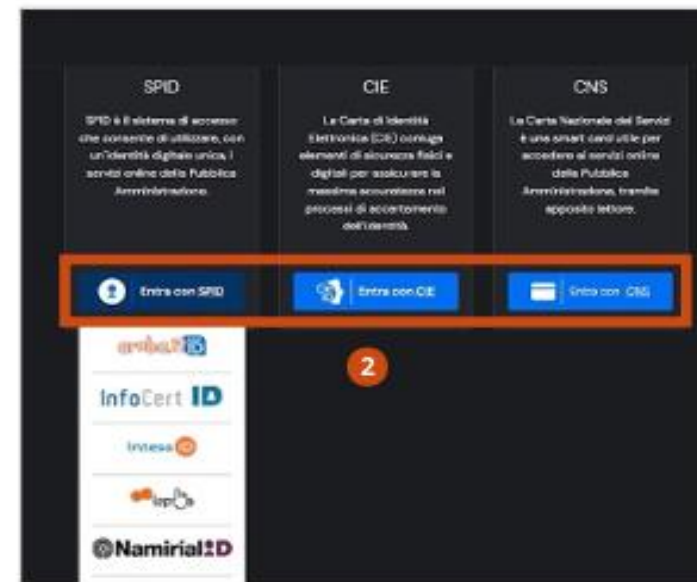 SPID
SPID è il sistema di accesso
che consente di utilizzare, con
un'identità digitale unica, i
servizi online della Pubblica
Amministrazione.
Entra con SPID
aruba.it ID
InfoCert ID
Intesa ID
Namirial ID
CIE
La Carta di Identità
Elettronica (CIE) coniuga
elementi di sicurezza fisici e
digitali per assicurare la
massima accuratezza nei
processi di accertamento
dell'identità.
Entra con CIE
2
CNS
La Carta Nazionale dei Servizi
è una smart card utile per
accedere ai servizi online
della Pubblica
Amministrazione, tramite
apposito lettore.
Entra con CNS